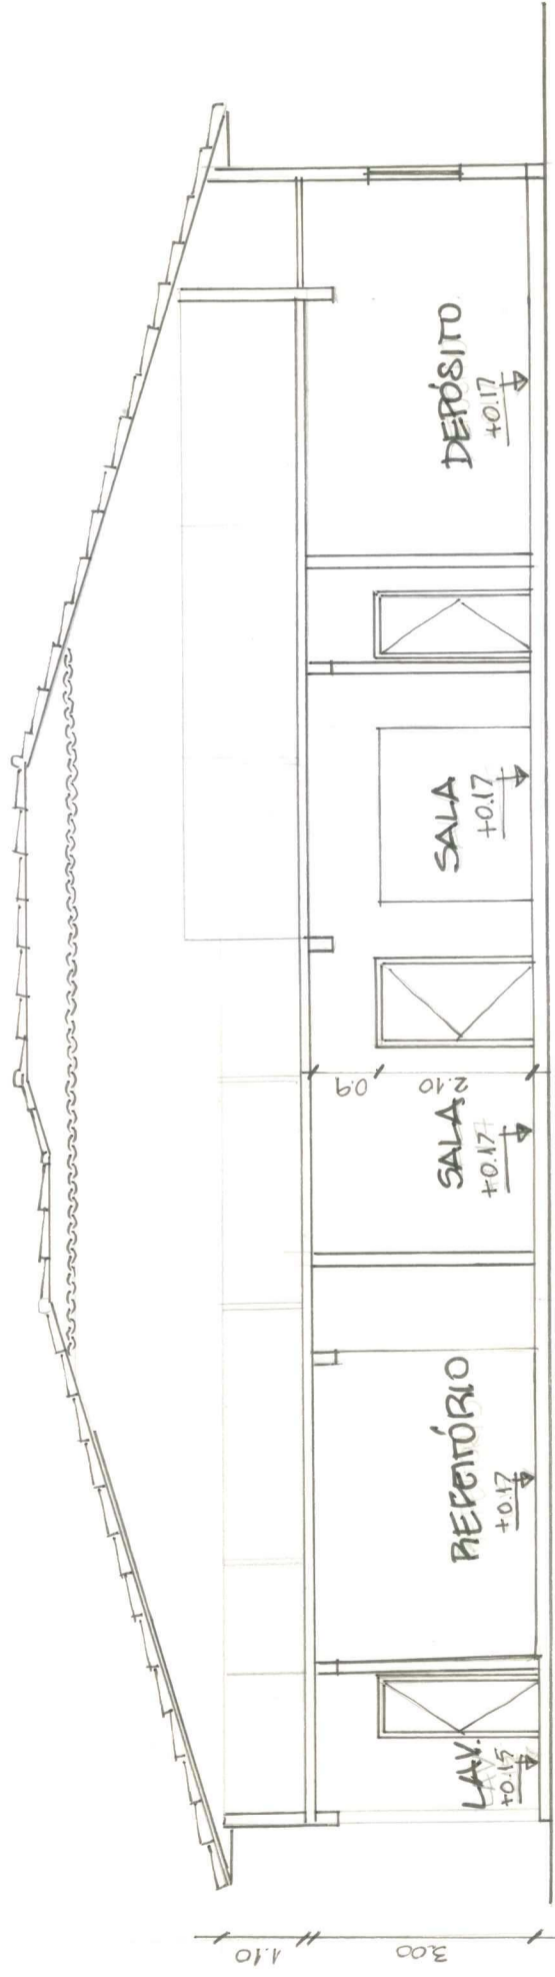 1.10
3.00
LAV.
+0.15
REFEITÓRIO
+0.17
SALA
+0.17
0.9
2.10
SALA
+0.17
DEPÓSITO
+0.17